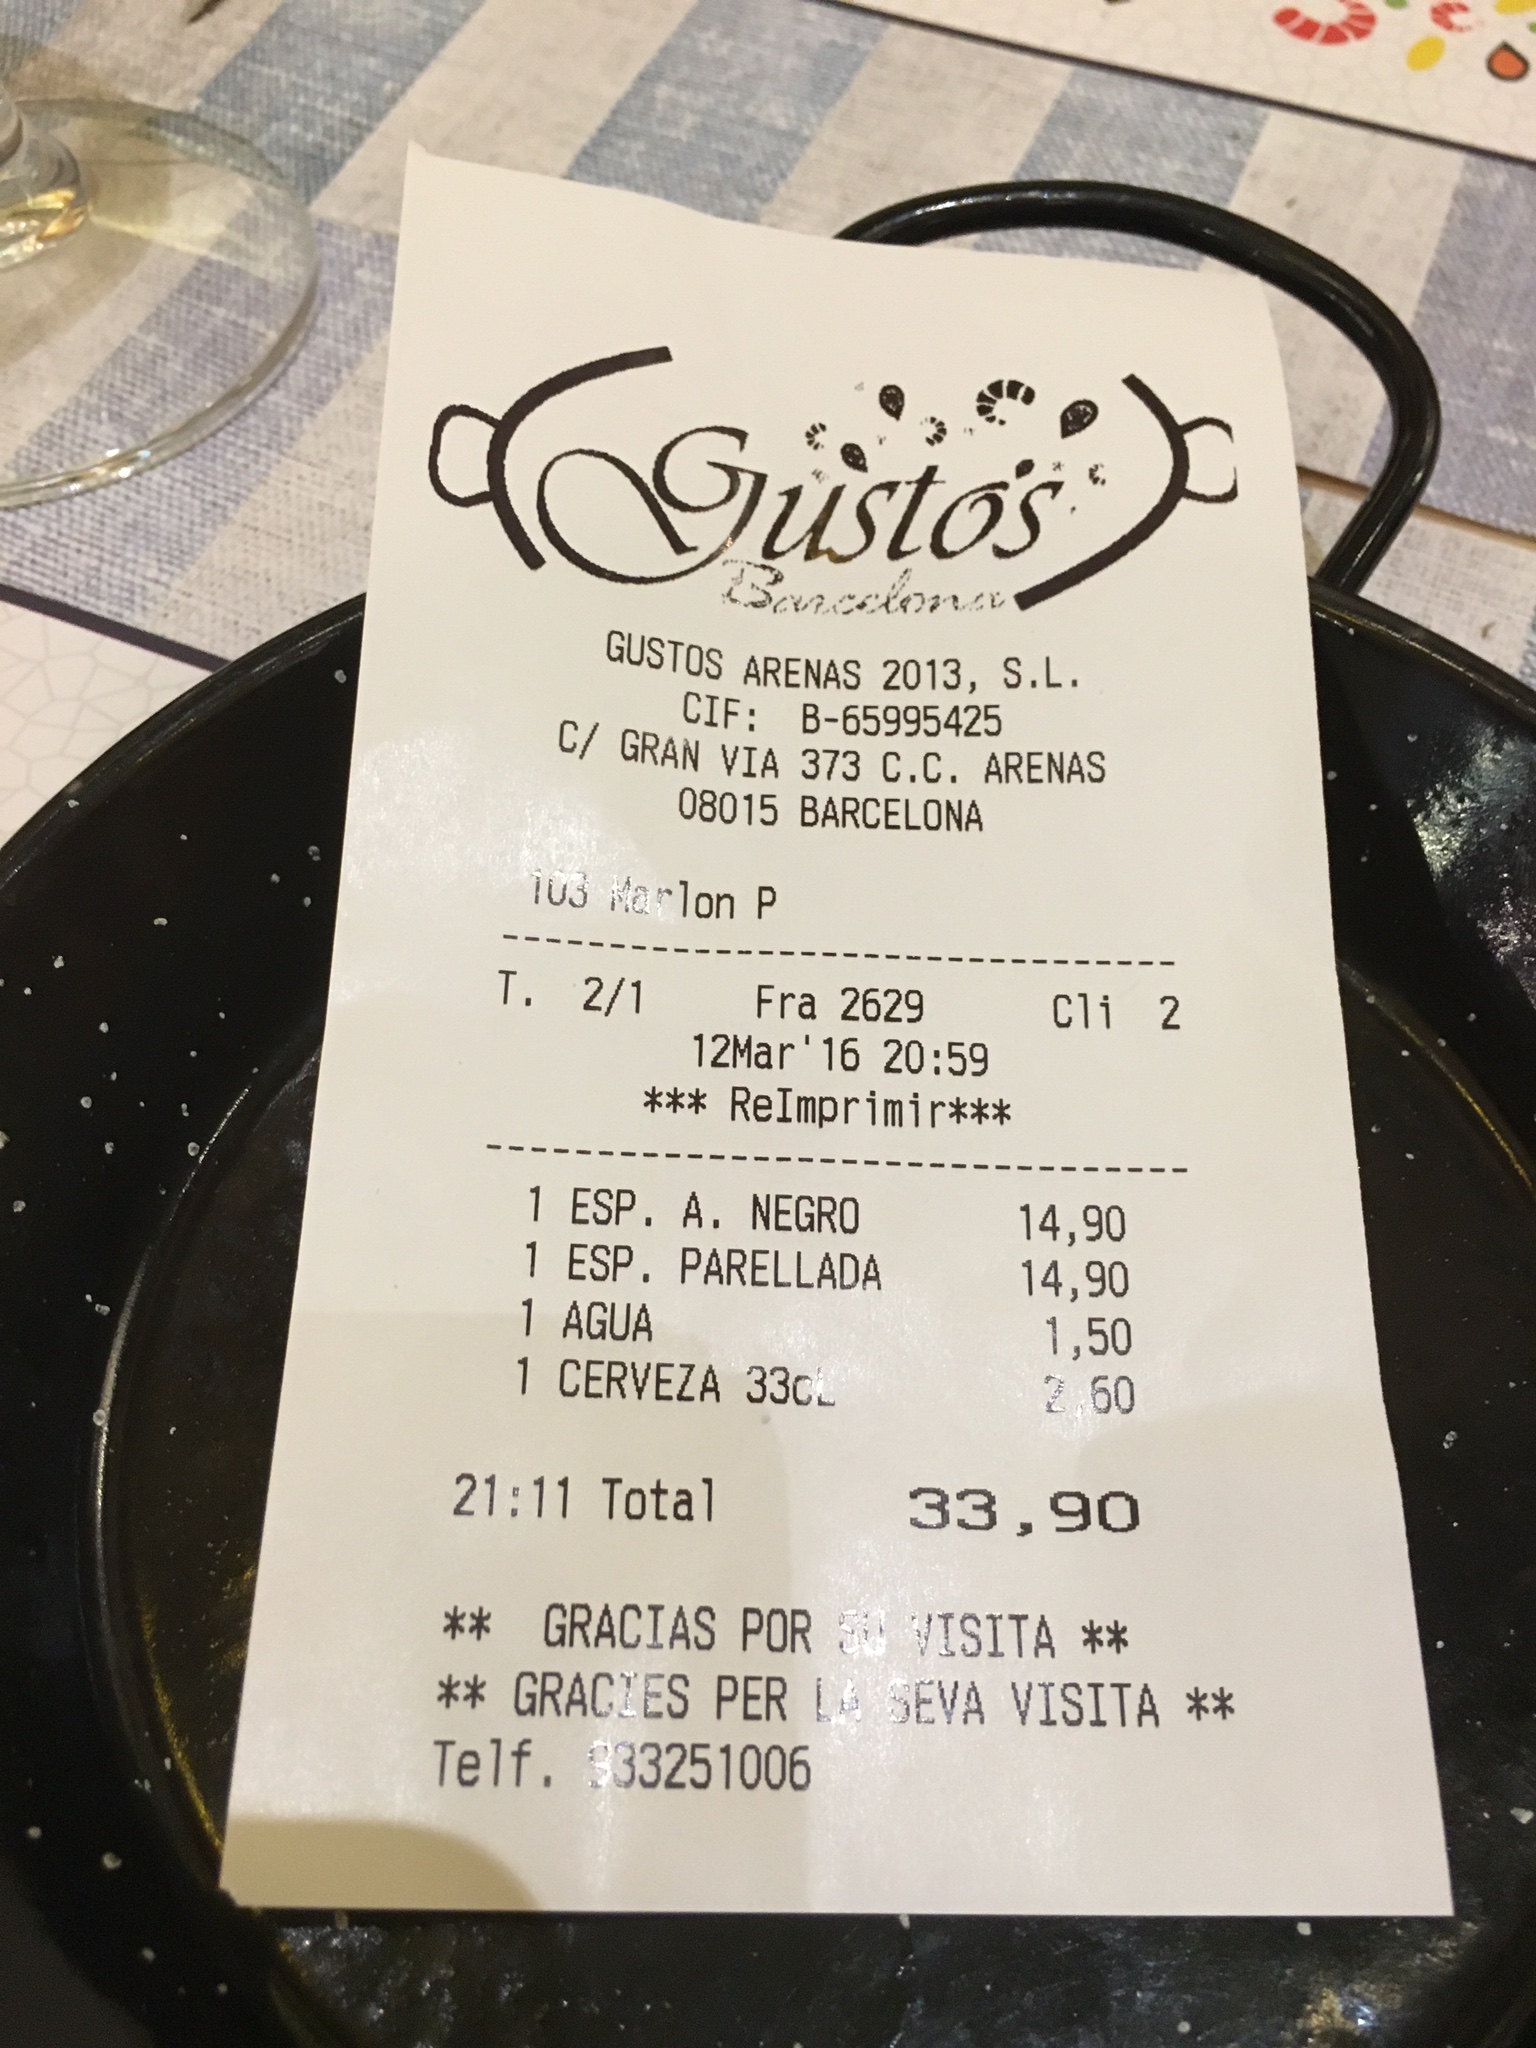 Gusto's
Barcelona
GUSTOS ARENAS 2013, S.L.
CIF: B-65995425
C/ GRAN VIA 373 C.C. ARENAS
08015 BARCELONA
103 Marlon P
--------------------------------
T. 2/1 Fra 2629 Cli 2
12Mar'16 20:59
*** ReImprimir***
--------------------------------
1 ESP. A. NEGRO 14,90
1 ESP. PARELLADA 14,90
1 AGUA 1,50
1 CERVEZA 33cL 2,60
21:11 Total 33,90
** GRACIAS POR SU VISITA **
** GRACIES PER LA SEVA VISITA **
Telf. 933251006